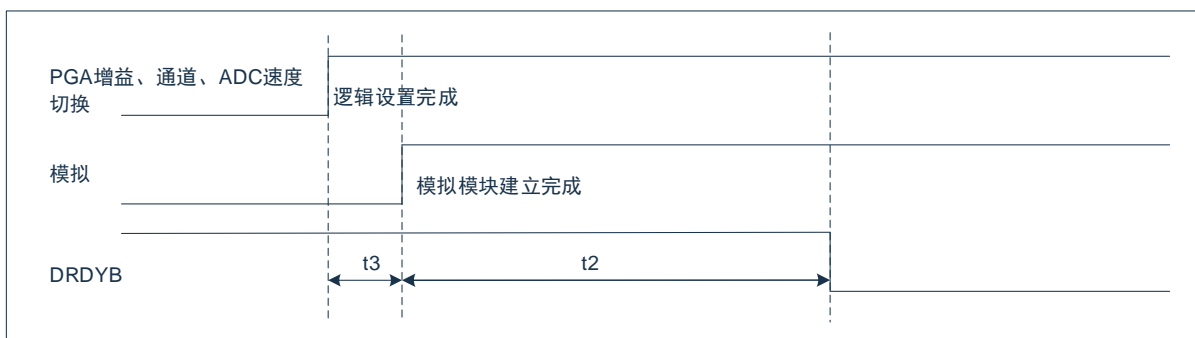 PGA增益、通道、ADC速度
切换
逻辑设置完成
模拟
模拟模块建立完成
DRDYB
t3
t2